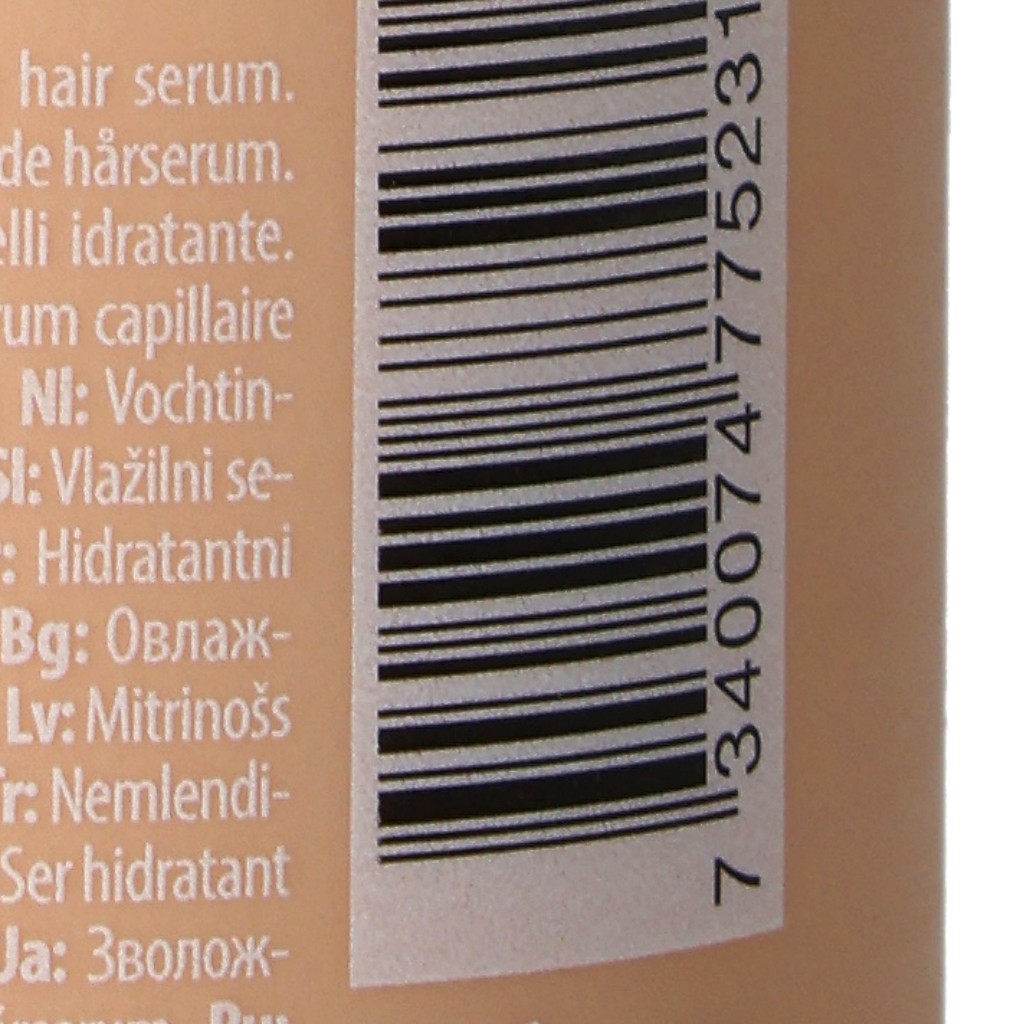 hair serum.
de hårserum.
elli idratante.
rum capillaire
Nl: Vochtin-
Sl: Vlažilni se-
: Hidratantni
Bg: Овлаж-
Lv: Mitrinošs
Tr: Nemlendi-
Ser hidratant
Ua: Зволож-
7 340074 775231